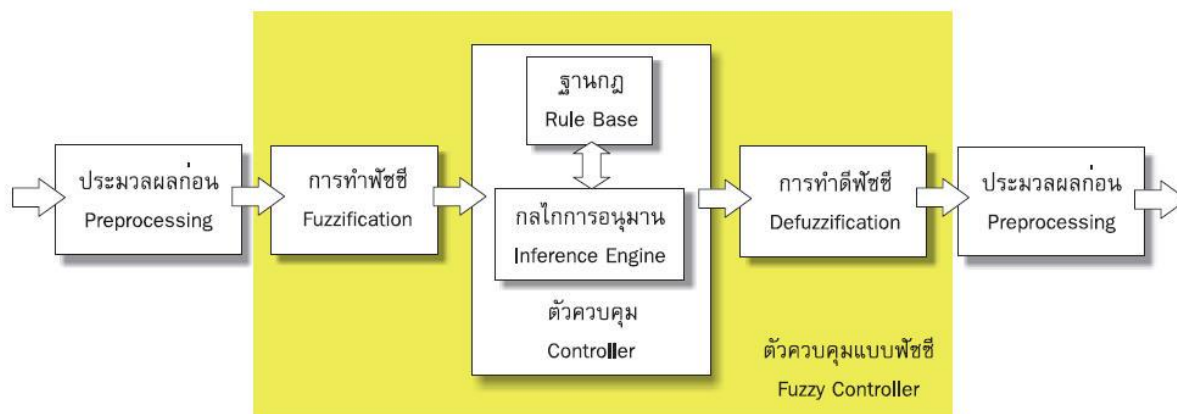 ประมวลผลก่อน
Preprocessing
การทำฟัซซี
Fuzzification
ฐานกฎ
Rule Base
กลไกการอนุมาน
Inference Engine
ตัวควบคุม
Controller
การทำดีฟัซซี
Defuzzification
ประมวลผลก่อน
Preprocessing
ตัวควบคุมแบบฟัซซี
Fuzzy Controller